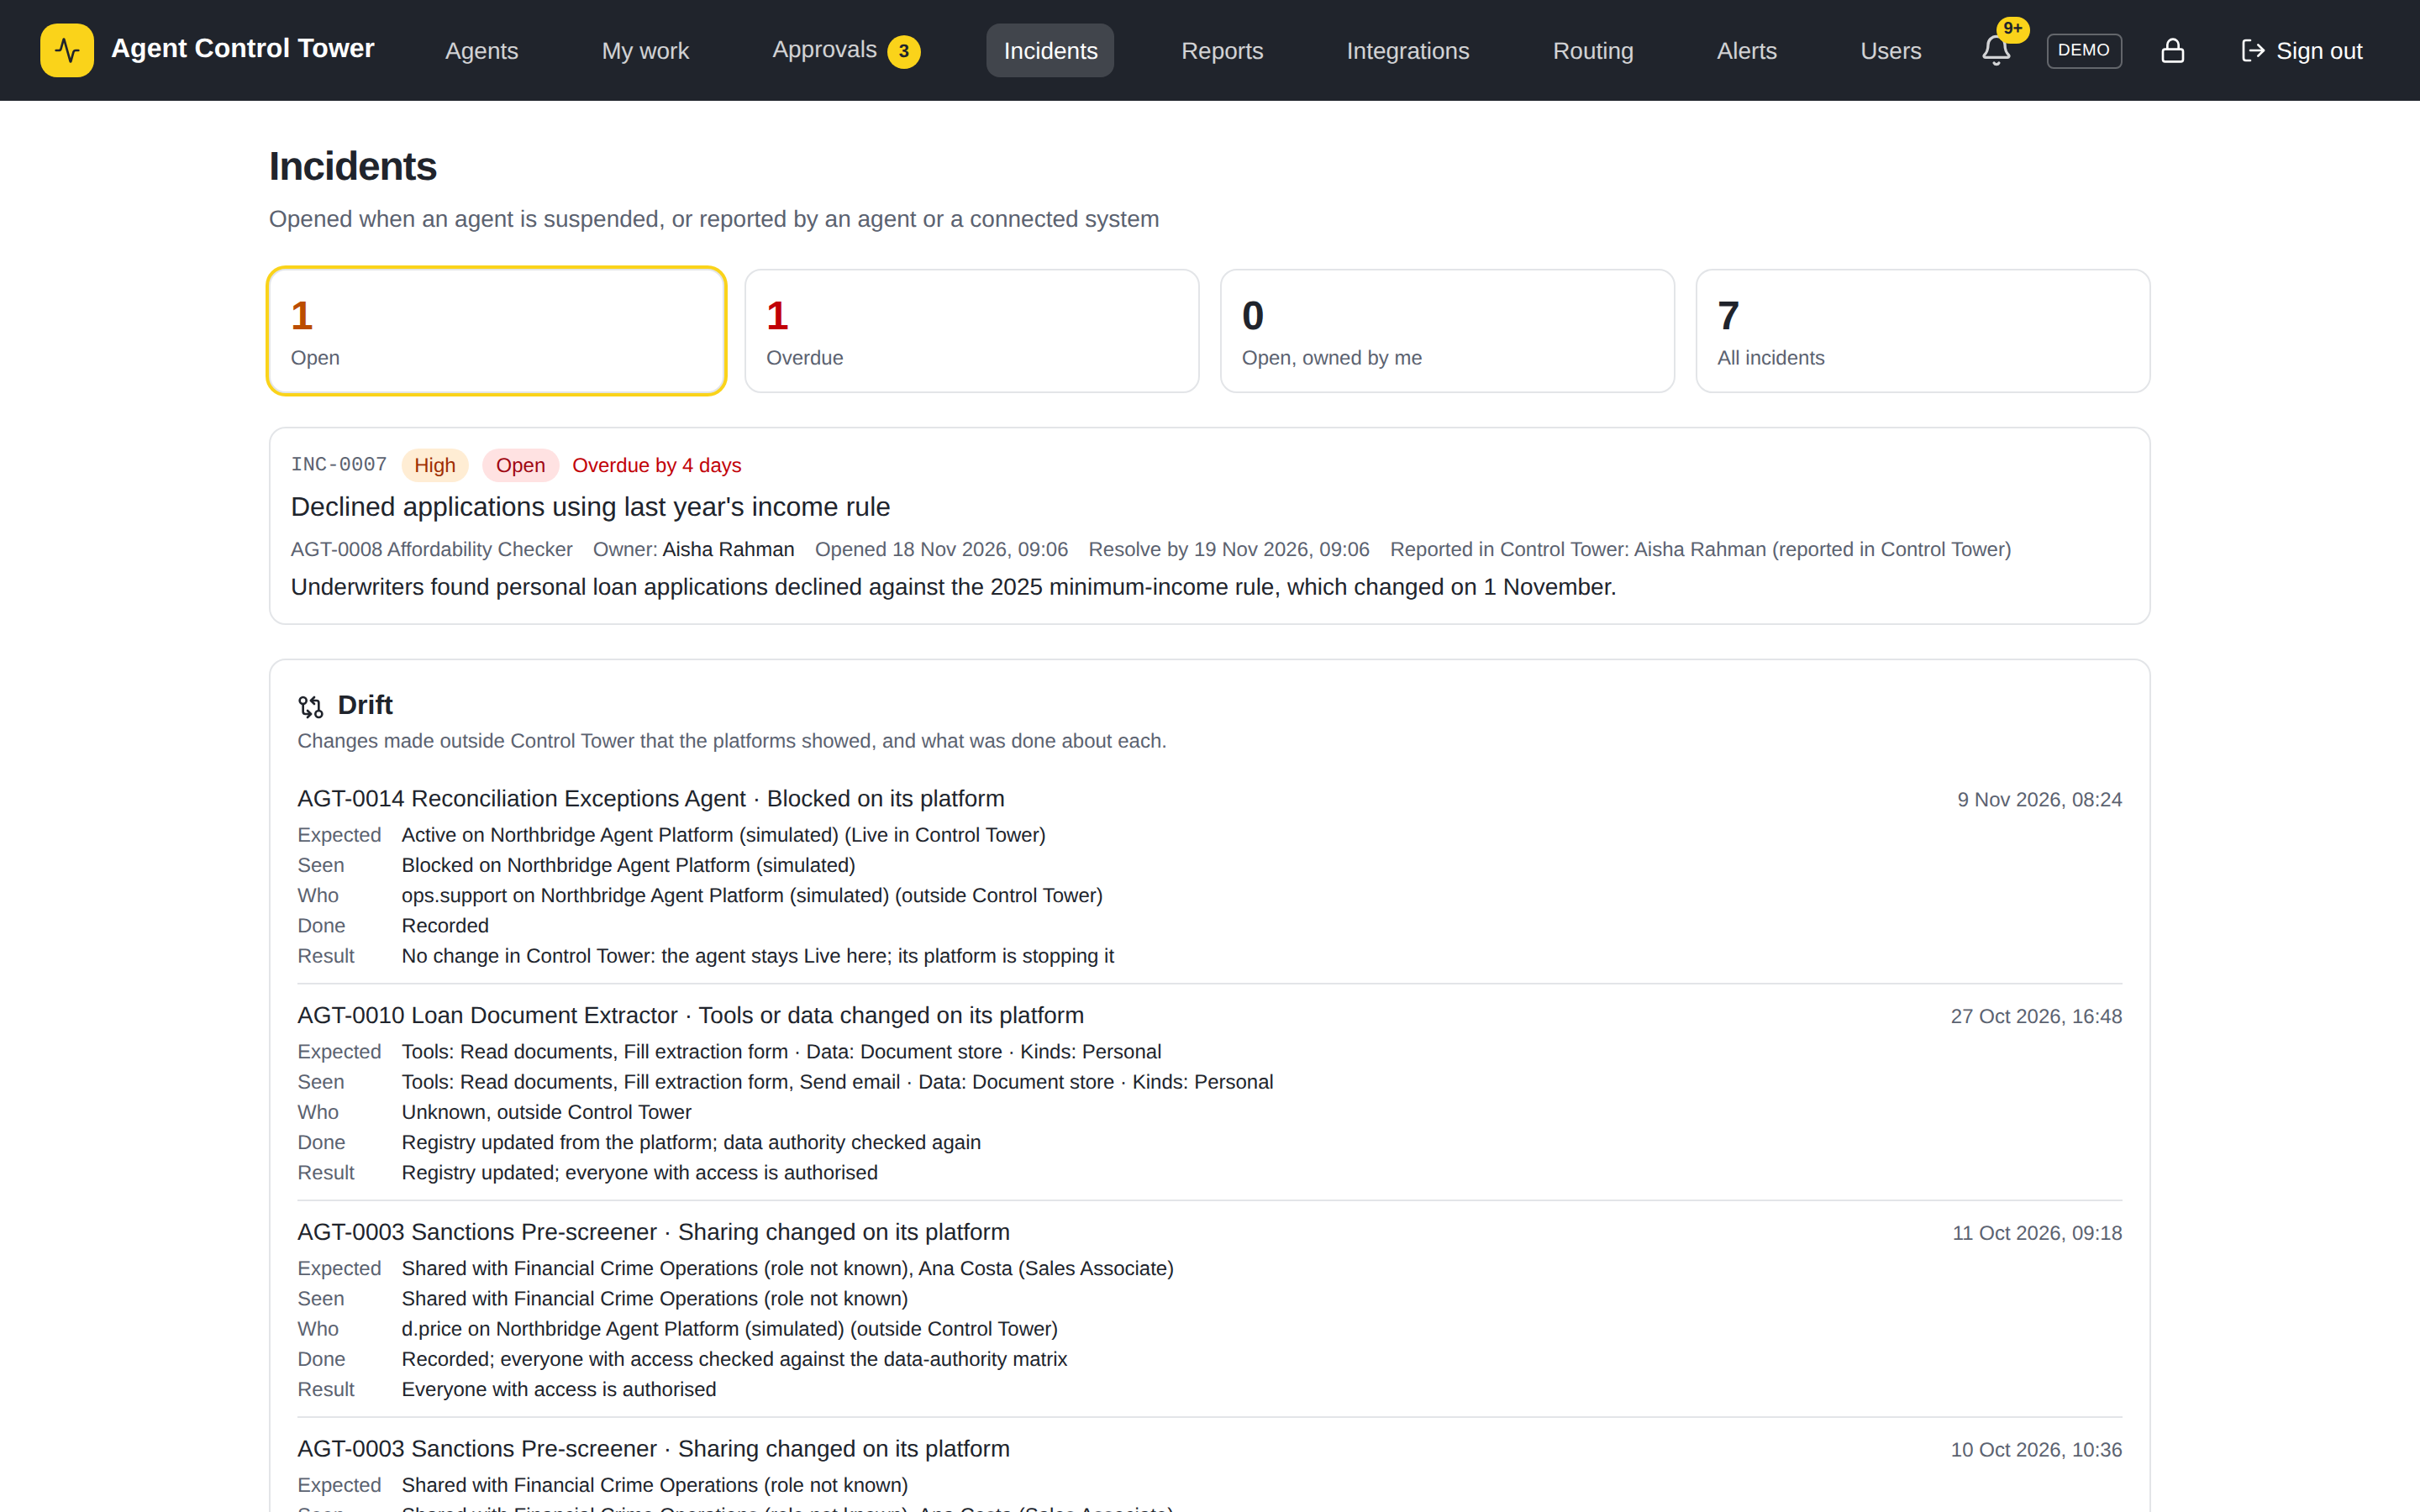 Agent Control Tower Agents My work Approvals 3 Incidents Reports Integrations Routing Alerts Users 9+ DEMO Sign out
Incidents
Opened when an agent is suspended, or reported by an agent or a connected system
1
Open
1
Overdue
0
Open, owned by me
7
All incidents
INC-0007 High Open Overdue by 4 days
Declined applications using last year's income rule
AGT-0008 Affordability Checker Owner: Aisha Rahman Opened 18 Nov 2026, 09:06 Resolve by 19 Nov 2026, 09:06 Reported in Control Tower: Aisha Rahman (reported in Control Tower)
Underwriters found personal loan applications declined against the 2025 minimum-income rule, which changed on 1 November.
Drift
Changes made outside Control Tower that the platforms showed, and what was done about each.
AGT-0014 Reconciliation Exceptions Agent · Blocked on its platform 9 Nov 2026, 08:24
Expected Active on Northbridge Agent Platform (simulated) (Live in Control Tower)
Seen Blocked on Northbridge Agent Platform (simulated)
Who ops.support on Northbridge Agent Platform (simulated) (outside Control Tower)
Done Recorded
Result No change in Control Tower: the agent stays Live here; its platform is stopping it
AGT-0010 Loan Document Extractor · Tools or data changed on its platform 27 Oct 2026, 16:48
Expected Tools: Read documents, Fill extraction form · Data: Document store · Kinds: Personal
Seen Tools: Read documents, Fill extraction form, Send email · Data: Document store · Kinds: Personal
Who Unknown, outside Control Tower
Done Registry updated from the platform; data authority checked again
Result Registry updated; everyone with access is authorised
AGT-0003 Sanctions Pre-screener · Sharing changed on its platform 11 Oct 2026, 09:18
Expected Shared with Financial Crime Operations (role not known), Ana Costa (Sales Associate)
Seen Shared with Financial Crime Operations (role not known)
Who d.price on Northbridge Agent Platform (simulated) (outside Control Tower)
Done Recorded; everyone with access checked against the data-authority matrix
Result Everyone with access is authorised
AGT-0003 Sanctions Pre-screener · Sharing changed on its platform 10 Oct 2026, 10:36
Expected Shared with Financial Crime Operations (role not known)
Seen Shared with Financial Crime Operations (role not known), Ana Costa (Sales Associate)